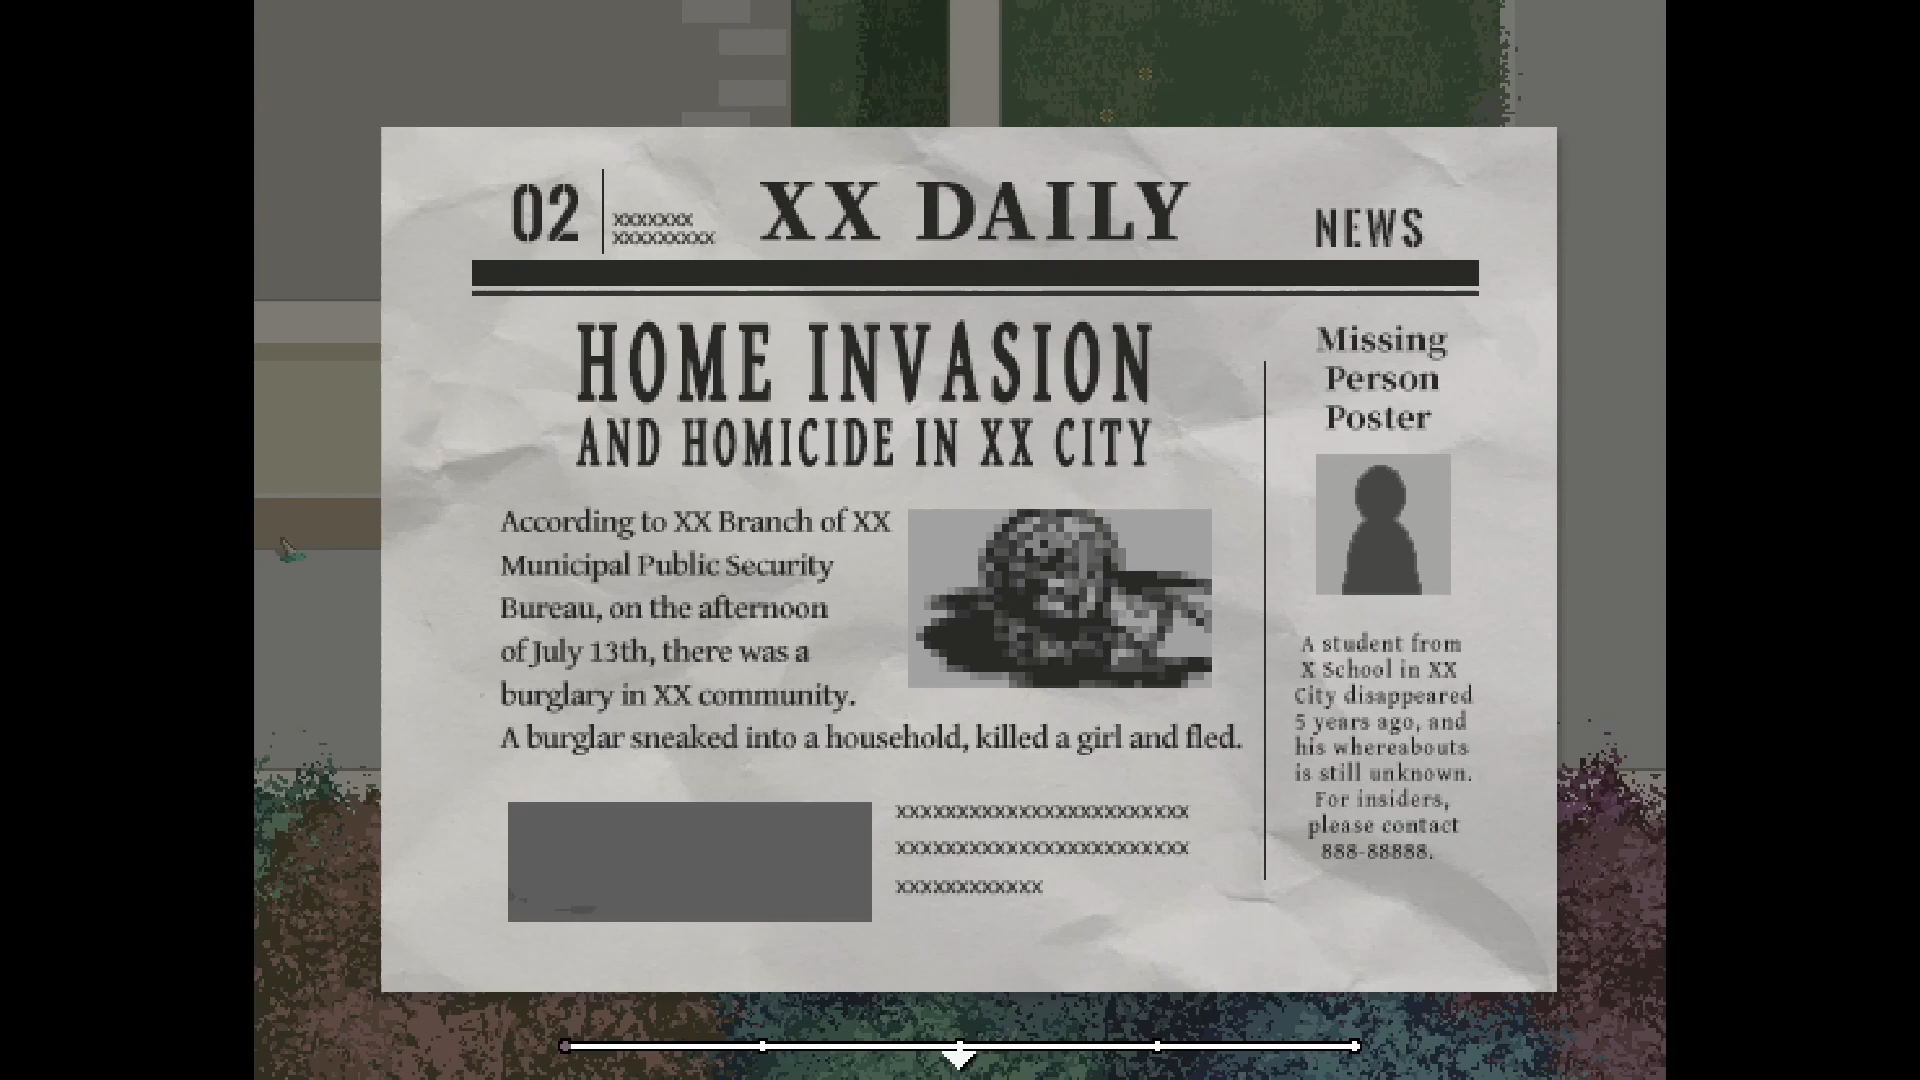 02
XXXXXXX
XXXXXXXXX
XX DAILY
NEWS
HOME INVASION
AND HOMICIDE IN XX CITY
According to XX Branch of XX
Municipal Public Security
Bureau, on the afternoon
of July 13th, there was a
burglary in XX community.
A burglar sneaked into a household, killed a girl and fled.
XXXXXXXXXXXXXXXXXXXXXXXX
XXXXXXXXXXXXXXXXXXXXXXXX
XXXXXXXXXXXX
Missing
Person
Poster
A student from
X School in XX
City disappeared
5 years ago, and
his whereabouts
is still unknown.
For insiders,
please contact
888-88888.